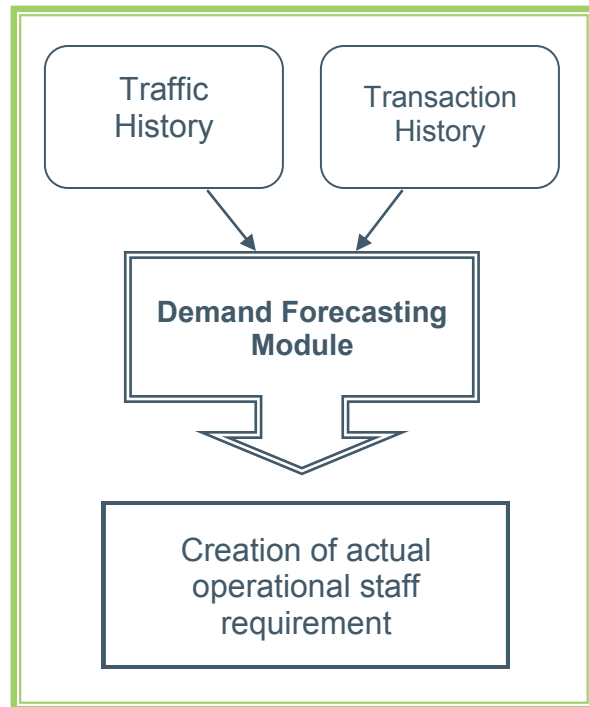 Traffic
History
Transaction
History
Demand Forecasting
Module
Creation of actual
operational staff
requirement